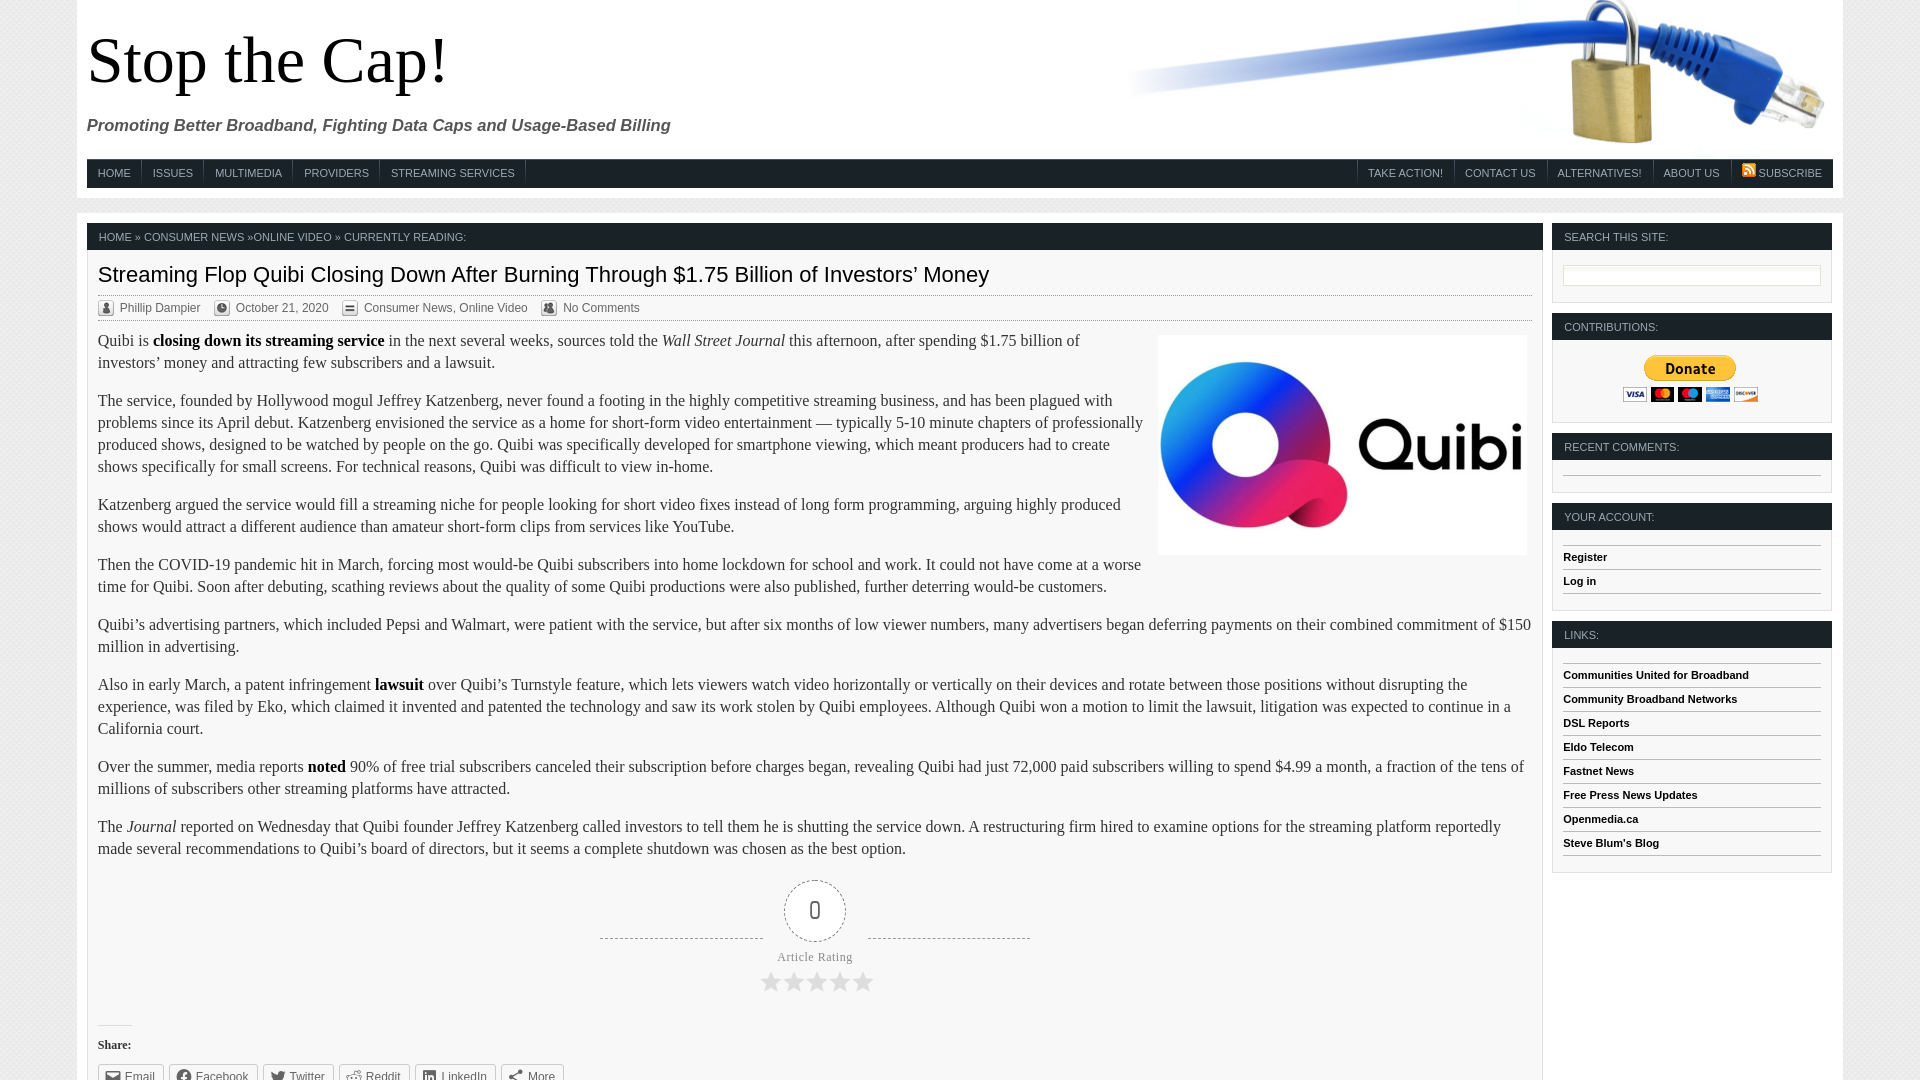 Stop the Cap!
Promoting Better Broadband, Fighting Data Caps and Usage-Based Billing
HOME
ISSUES
MULTIMEDIA
PROVIDERS
STREAMING SERVICES
TAKE ACTION!
CONTACT US
ALTERNATIVES!
ABOUT US
SUBSCRIBE
HOME » CONSUMER NEWS »ONLINE VIDEO » CURRENTLY READING:
Streaming Flop Quibi Closing Down After Burning Through $1.75 Billion of Investors’ Money
Phillip Dampier
October 21, 2020
Consumer News, Online Video
No Comments
Quibi is closing down its streaming service in the next several weeks, sources told the Wall Street Journal this afternoon, after spending $1.75 billion of
investors’ money and attracting few subscribers and a lawsuit.
Quibi
The service, founded by Hollywood mogul Jeffrey Katzenberg, never found a footing in the highly competitive streaming business, and has been plagued with
problems since its April debut. Katzenberg envisioned the service as a home for short-form video entertainment — typically 5-10 minute chapters of professionally
produced shows, designed to be watched by people on the go. Quibi was specifically developed for smartphone viewing, which meant producers had to create
shows specifically for small screens. For technical reasons, Quibi was difficult to view in-home.
Katzenberg argued the service would fill a streaming niche for people looking for short video fixes instead of long form programming, arguing highly produced
shows would attract a different audience than amateur short-form clips from services like YouTube.
Then the COVID-19 pandemic hit in March, forcing most would-be Quibi subscribers into home lockdown for school and work. It could not have come at a worse
time for Quibi. Soon after debuting, scathing reviews about the quality of some Quibi productions were also published, further deterring would-be customers.
Quibi’s advertising partners, which included Pepsi and Walmart, were patient with the service, but after six months of low viewer numbers, many advertisers began deferring payments on their combined commitment of $150
million in advertising.
Also in early March, a patent infringement lawsuit over Quibi’s Turnstyle feature, which lets viewers watch video horizontally or vertically on their devices and rotate between those positions without disrupting the
experience, was filed by Eko, which claimed it invented and patented the technology and saw its work stolen by Quibi employees. Although Quibi won a motion to limit the lawsuit, litigation was expected to continue in a
California court.
Over the summer, media reports noted 90% of free trial subscribers canceled their subscription before charges began, revealing Quibi had just 72,000 paid subscribers willing to spend $4.99 a month, a fraction of the tens of
millions of subscribers other streaming platforms have attracted.
The Journal reported on Wednesday that Quibi founder Jeffrey Katzenberg called investors to tell them he is shutting the service down. A restructuring firm hired to examine options for the streaming platform reportedly
made several recommendations to Quibi’s board of directors, but it seems a complete shutdown was chosen as the best option.
0
Article Rating
Share:
Email
Facebook
Twitter
Reddit
LinkedIn
More
SEARCH THIS SITE:
CONTRIBUTIONS:
Donate
VISA
DISCOVER
RECENT COMMENTS:
YOUR ACCOUNT:
Register
Log in
LINKS:
Communities United for Broadband
Community Broadband Networks
DSL Reports
Eldo Telecom
Fastnet News
Free Press News Updates
Openmedia.ca
Steve Blum's Blog